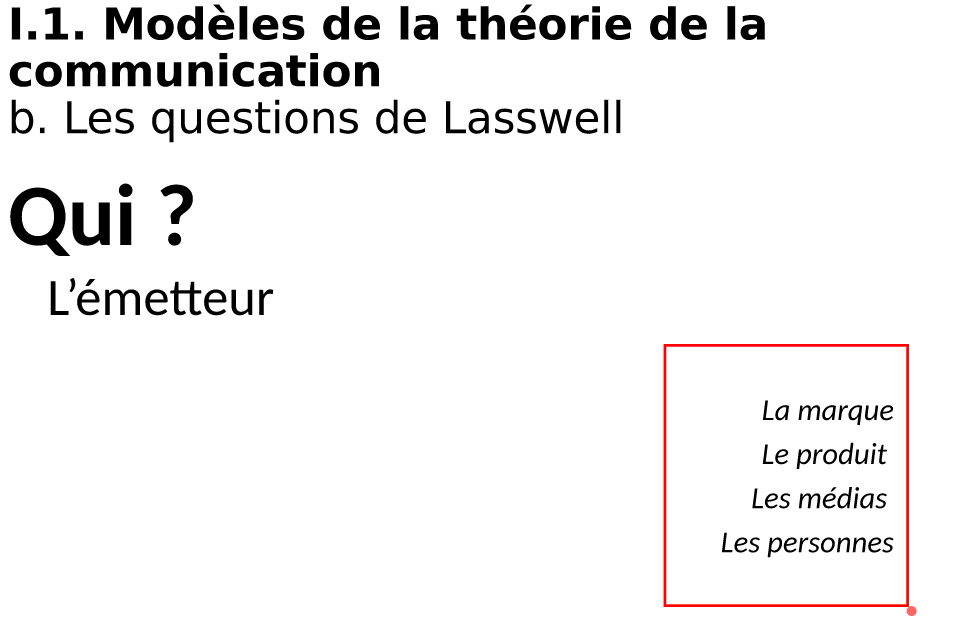 I.1. Modèles de la théorie de la
communication
b. Les questions de Lasswell
Qui ?
L’émetteur
La marque
Le produit
Les médias
Les personnes